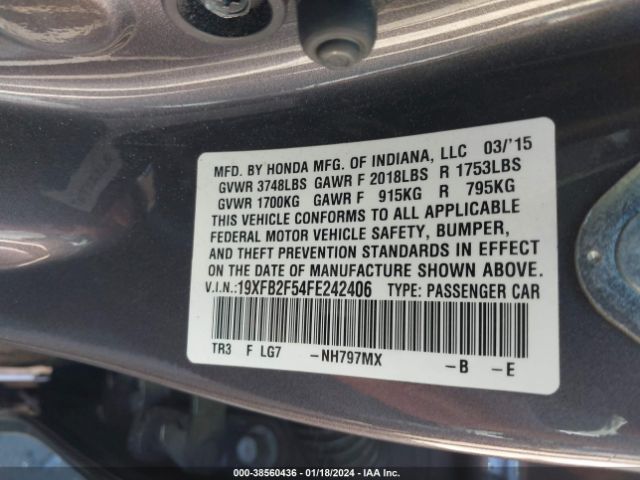 MFD. BY HONDA MFG. OF INDIANA, LLC 03/'15
GVWR 3748LBS GAWR F 2018LBS R 1753LBS
GVWR 1700KG GAWR F 915KG R 795KG
THIS VEHICLE CONFORMS TO ALL APPLICABLE
FEDERAL MOTOR VEHICLE SAFETY, BUMPER,
AND THEFT PREVENTION STANDARDS IN EFFECT
ON THE DATE OF MANUFACTURE SHOWN ABOVE.
V.I.N.:19XFB2F54FE242406 TYPE: PASSENGER CAR
TR3 F LG7 -NH797MX -B -E
000-38560436 - 01/18/2024 - IAA Inc.